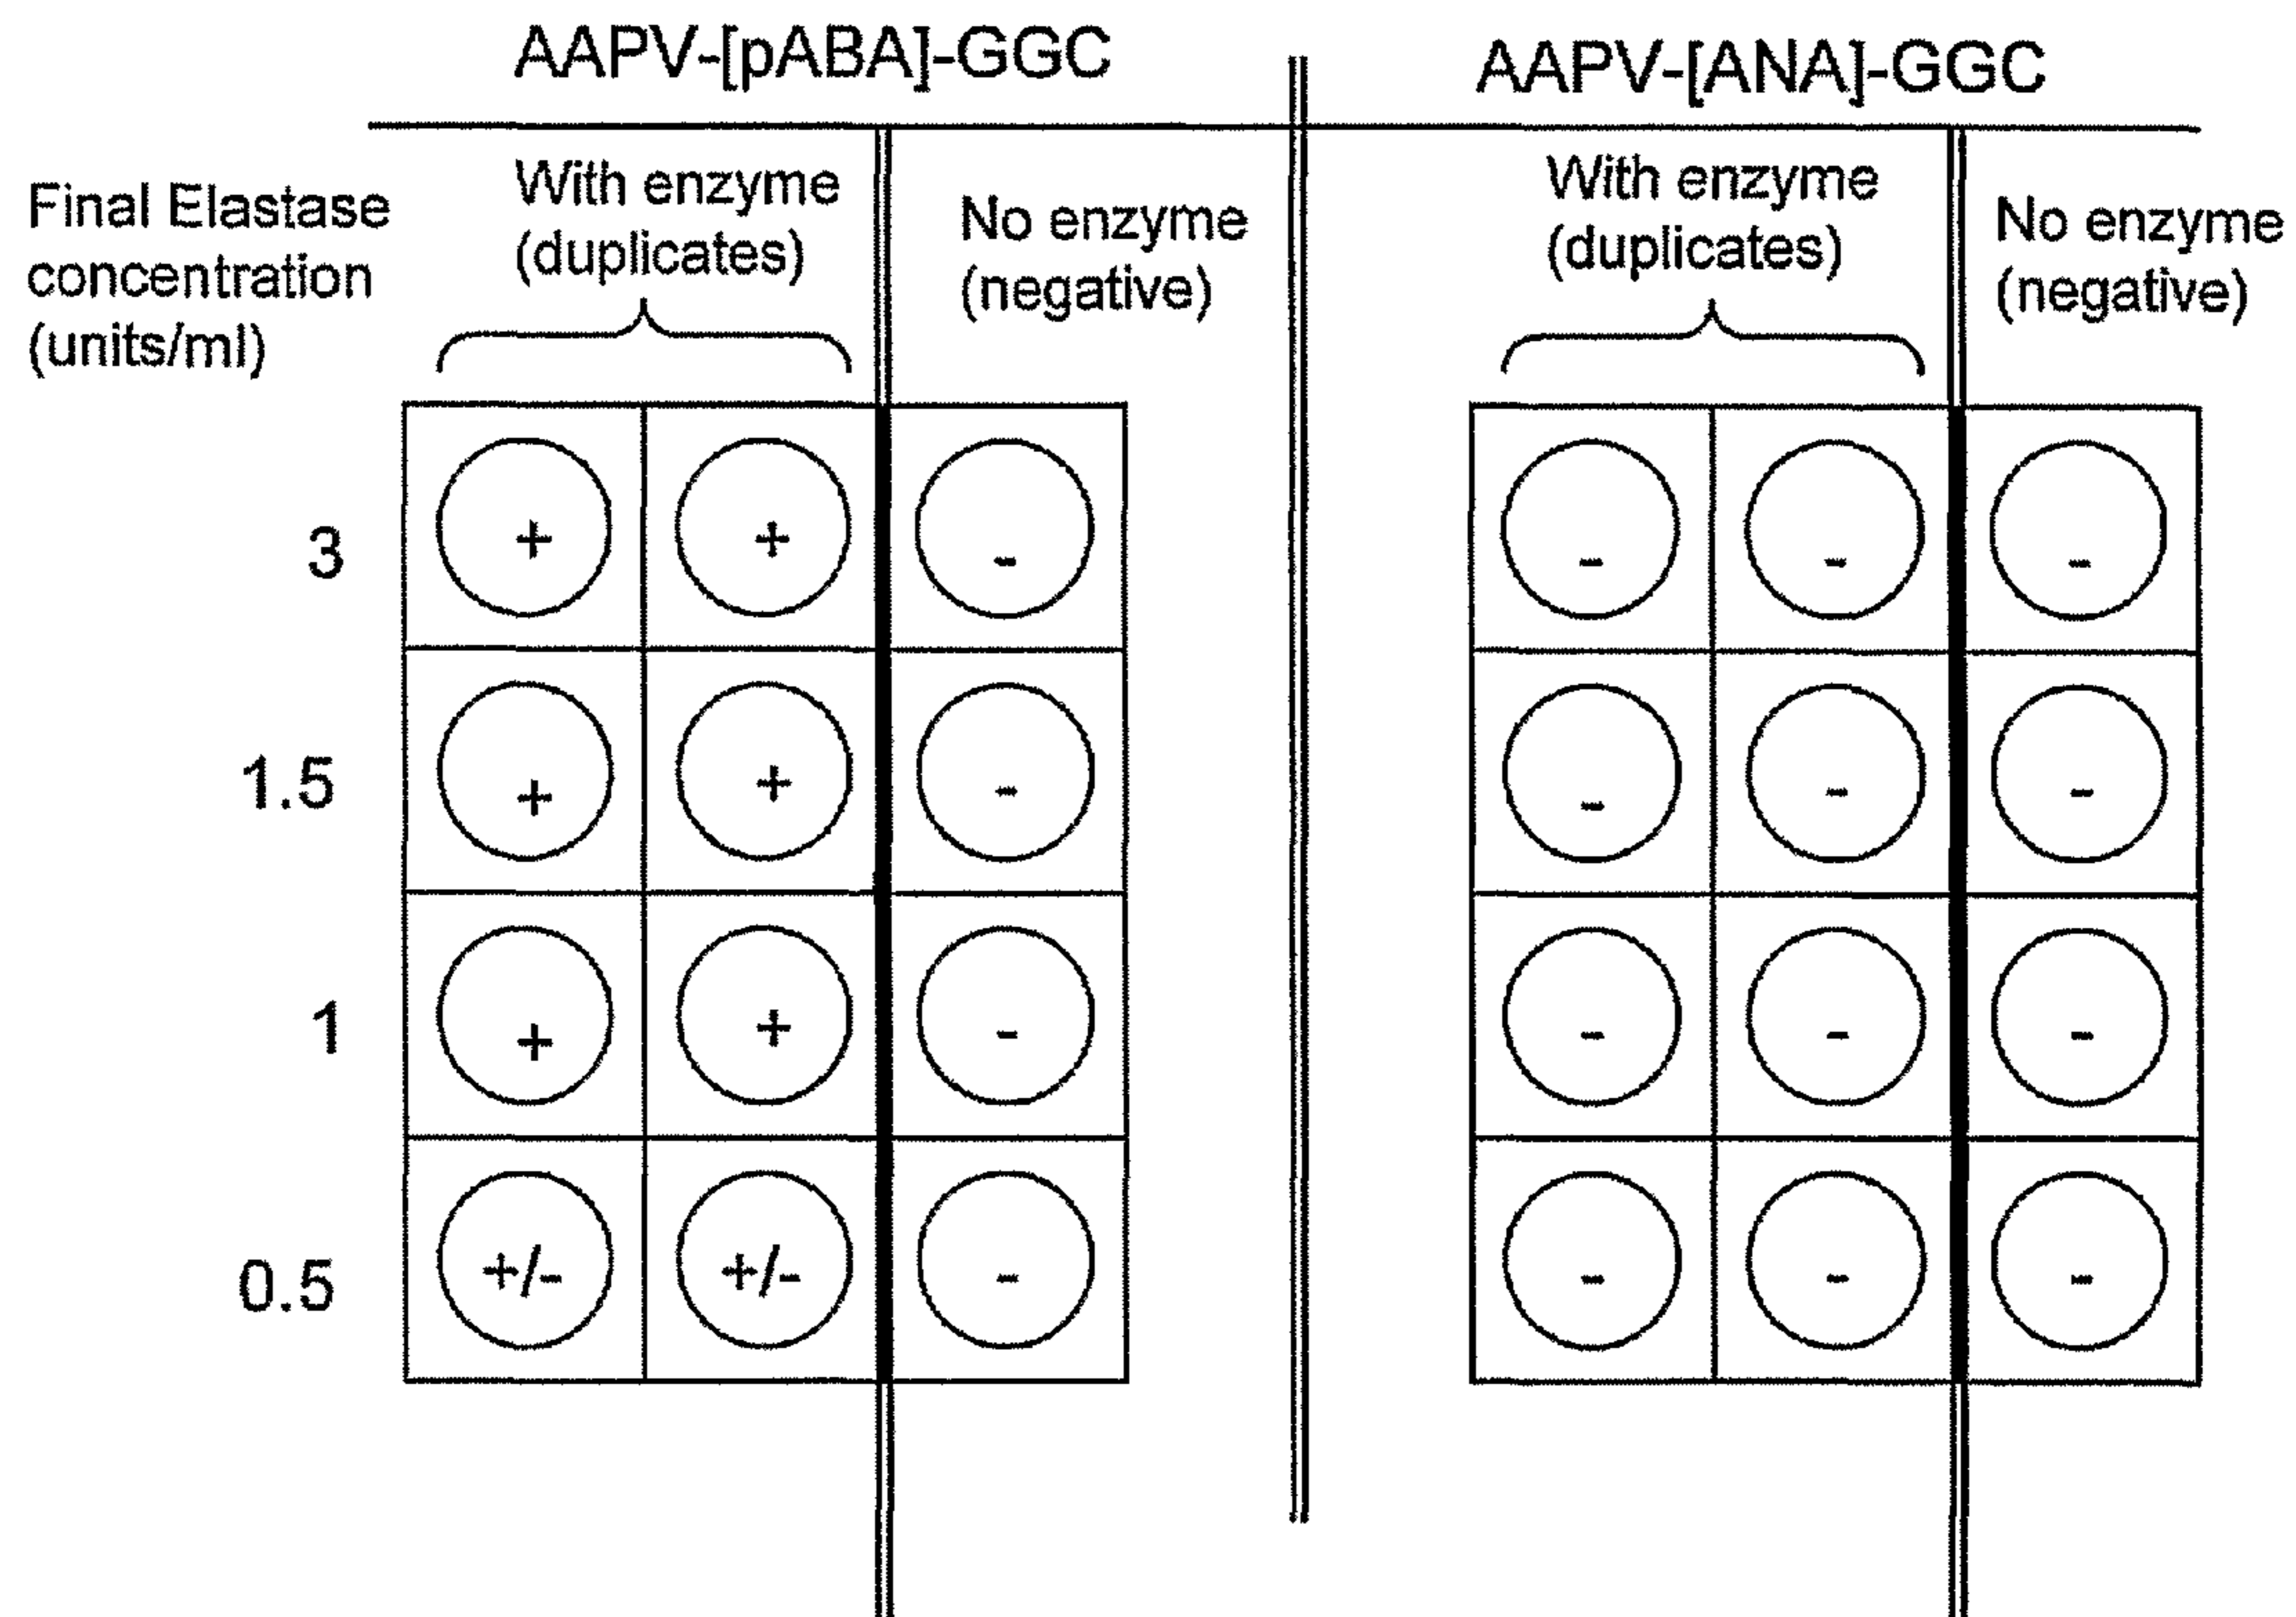 AAPV-[pABA]-GGC
AAPV-[ANA]-GGC
Final Elastase
concentration
(units/ml)
With enzyme
(duplicates)
No enzyme
(negative)
With enzyme
(duplicates)
No enzyme
(negative)
3 + + - - - -
1.5 + + - - - -
1 + + - - - -
0.5 +/- +/- - - - -